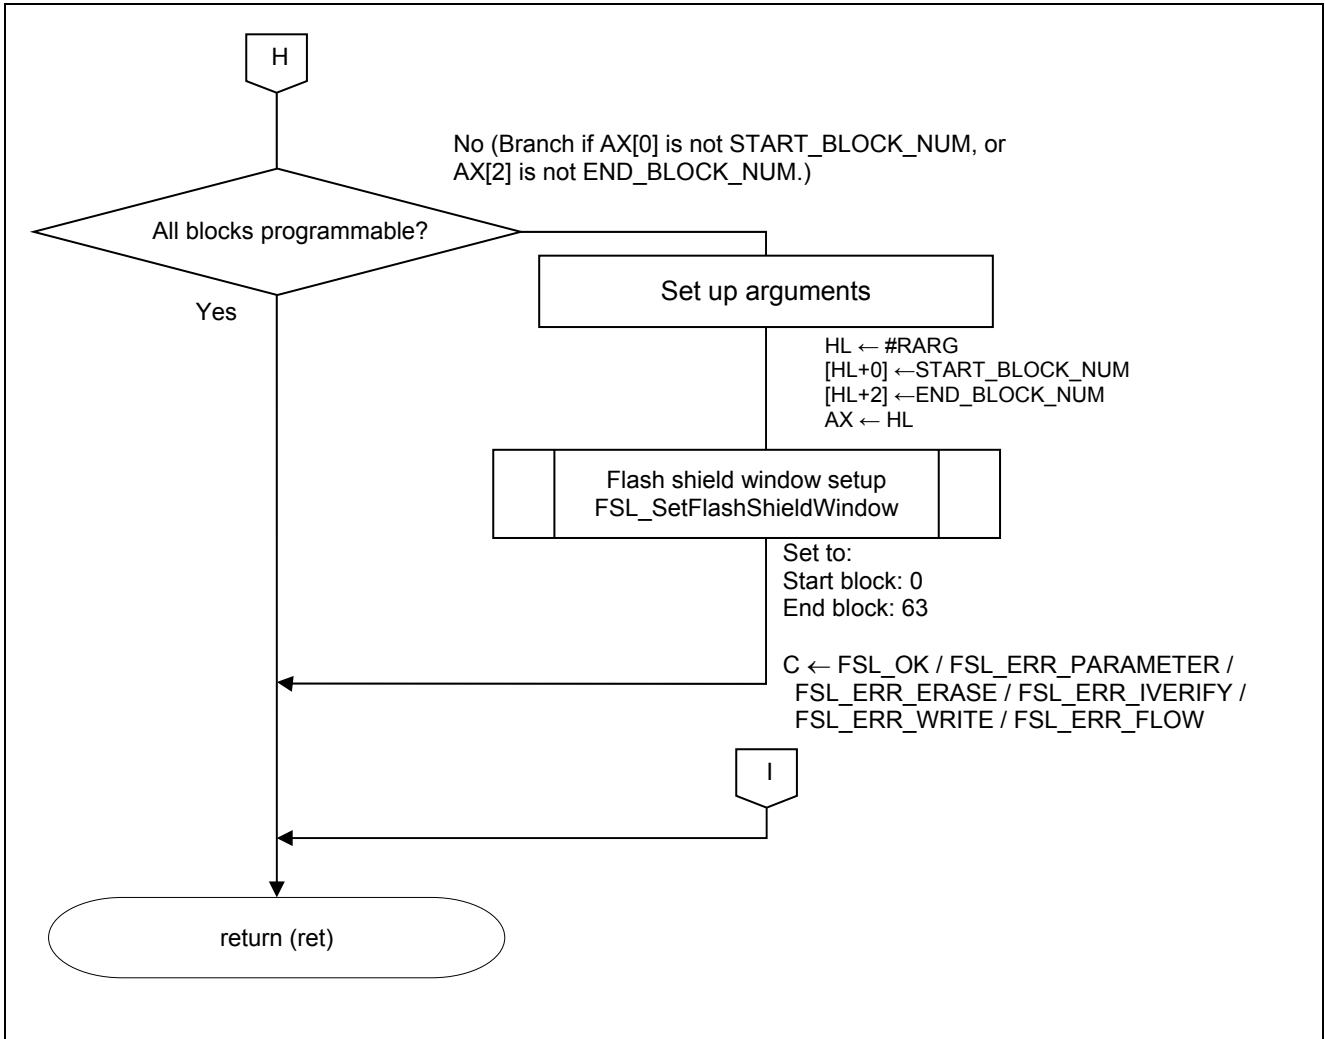 H
No (Branch if AX[0] is not START_BLOCK_NUM, or
AX[2] is not END_BLOCK_NUM.)
All blocks programmable?
Yes
Set up arguments
HL ← #RARG
[HL+0] ←START_BLOCK_NUM
[HL+2] ←END_BLOCK_NUM
AX ← HL
Flash shield window setup
FSL_SetFlashShieldWindow
Set to:
Start block: 0
End block: 63
C ← FSL_OK / FSL_ERR_PARAMETER /
FSL_ERR_ERASE / FSL_ERR_IVERIFY /
FSL_ERR_WRITE / FSL_ERR_FLOW
I
return (ret)